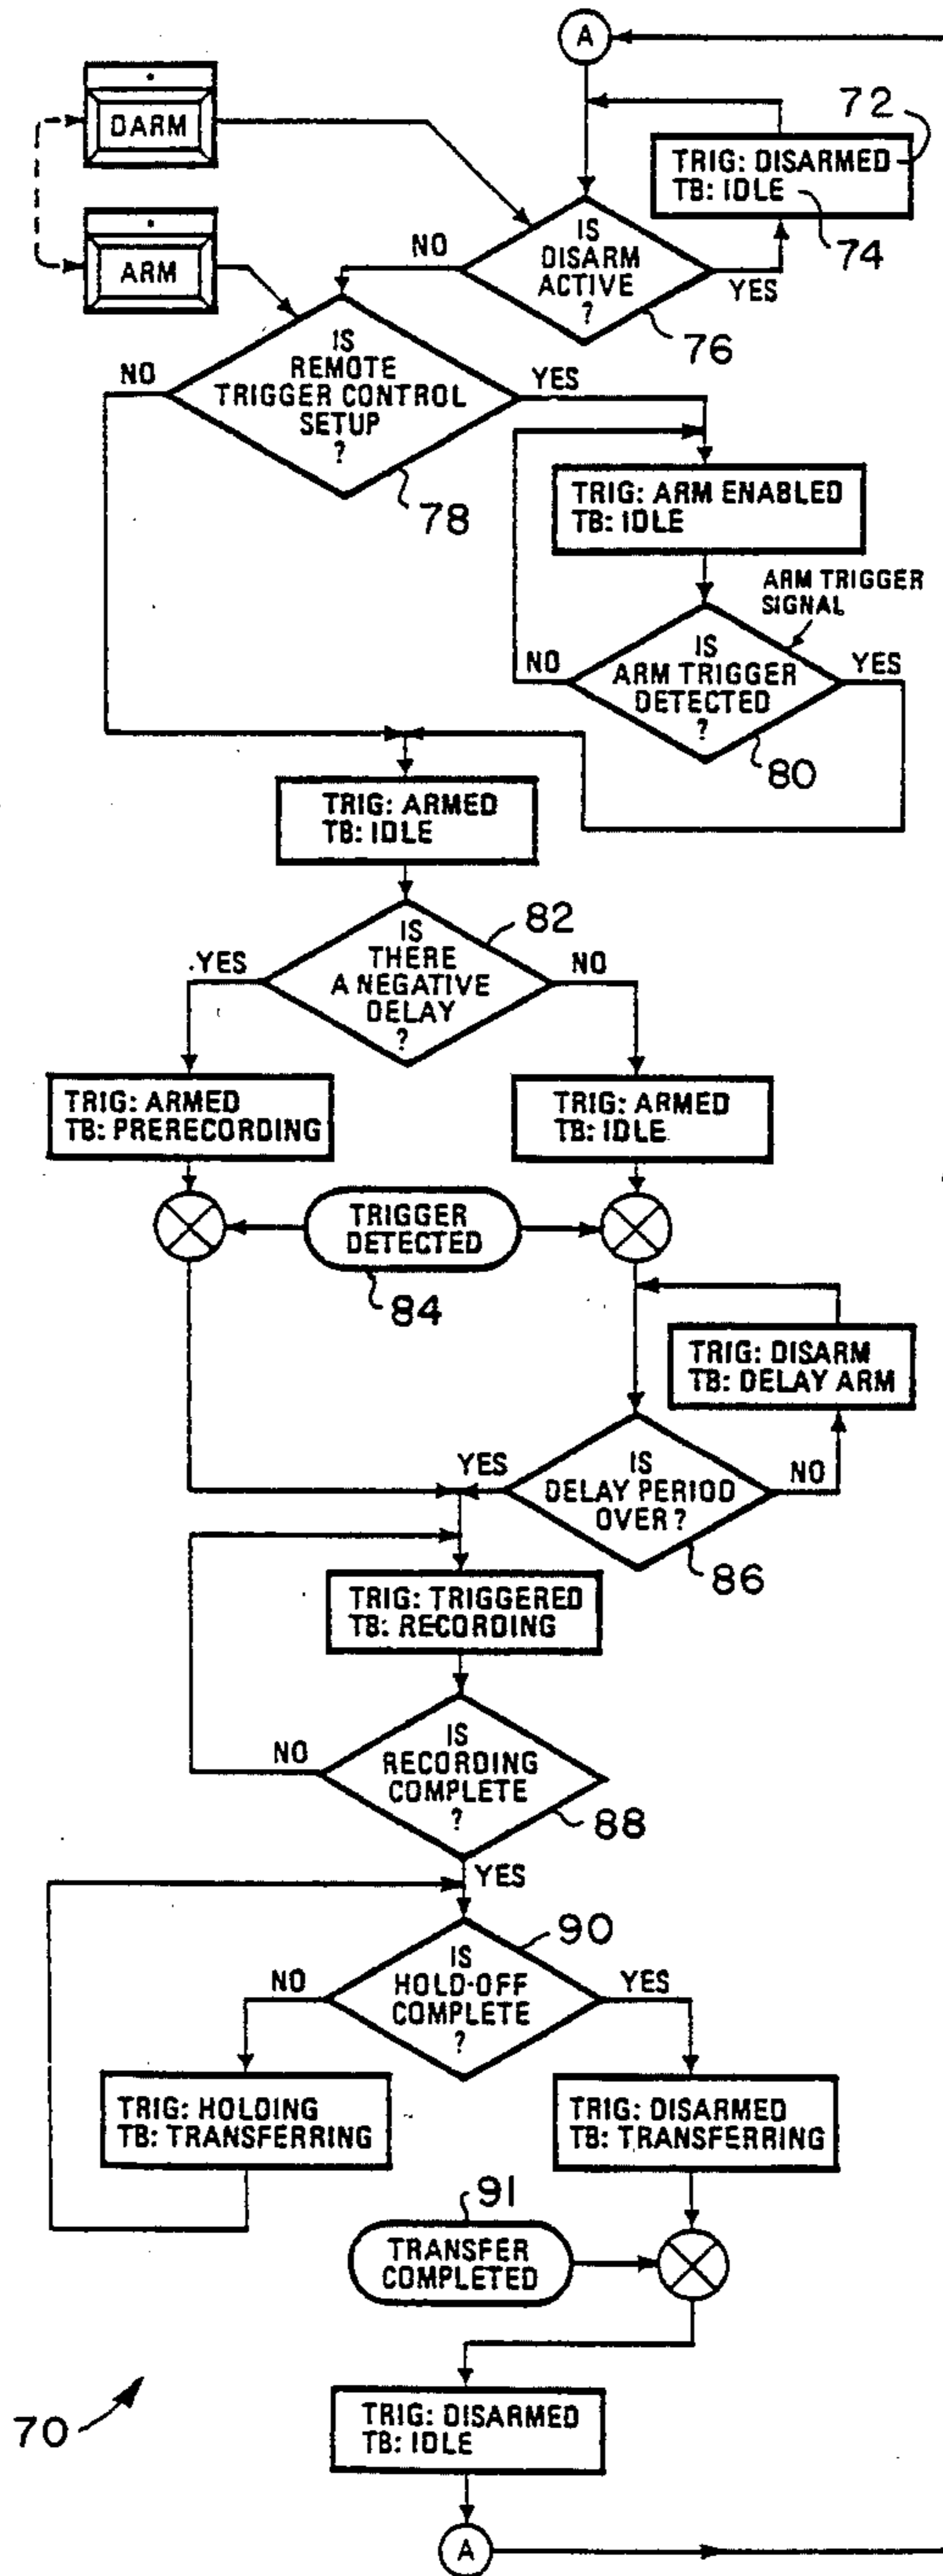 A
DARM
72
TRIG: DISARMED
TB: IDLE
74
ARM
NO
IS
DISARM
ACTIVE
?
YES
76
NO
IS
REMOTE
TRIGGER CONTROL
SETUP
?
YES
78
TRIG: ARM ENABLED
TB: IDLE
ARM TRIGGER
SIGNAL
NO
IS
ARM TRIGGER
DETECTED
?
YES
80
TRIG: ARMED
TB: IDLE
82
YES
IS
THERE
A NEGATIVE
DELAY
?
NO
TRIG: ARMED
TB: PRERECORDING
TRIG: ARMED
TB: IDLE
TRIGGER
DETECTED
84
TRIG: DISARM
TB: DELAY ARM
YES
IS
DELAY PERIOD
OVER?
NO
86
TRIG: TRIGGERED
TB: RECORDING
NO
IS
RECORDING
COMPLETE
?
88
YES
90
NO
IS
HOLD-OFF
COMPLETE
?
YES
TRIG: HOLDING
TB: TRANSFERRING
TRIG: DISARMED
TB: TRANSFERRING
91
TRANSFER
COMPLETED
70
TRIG: DISARMED
TB: IDLE
A